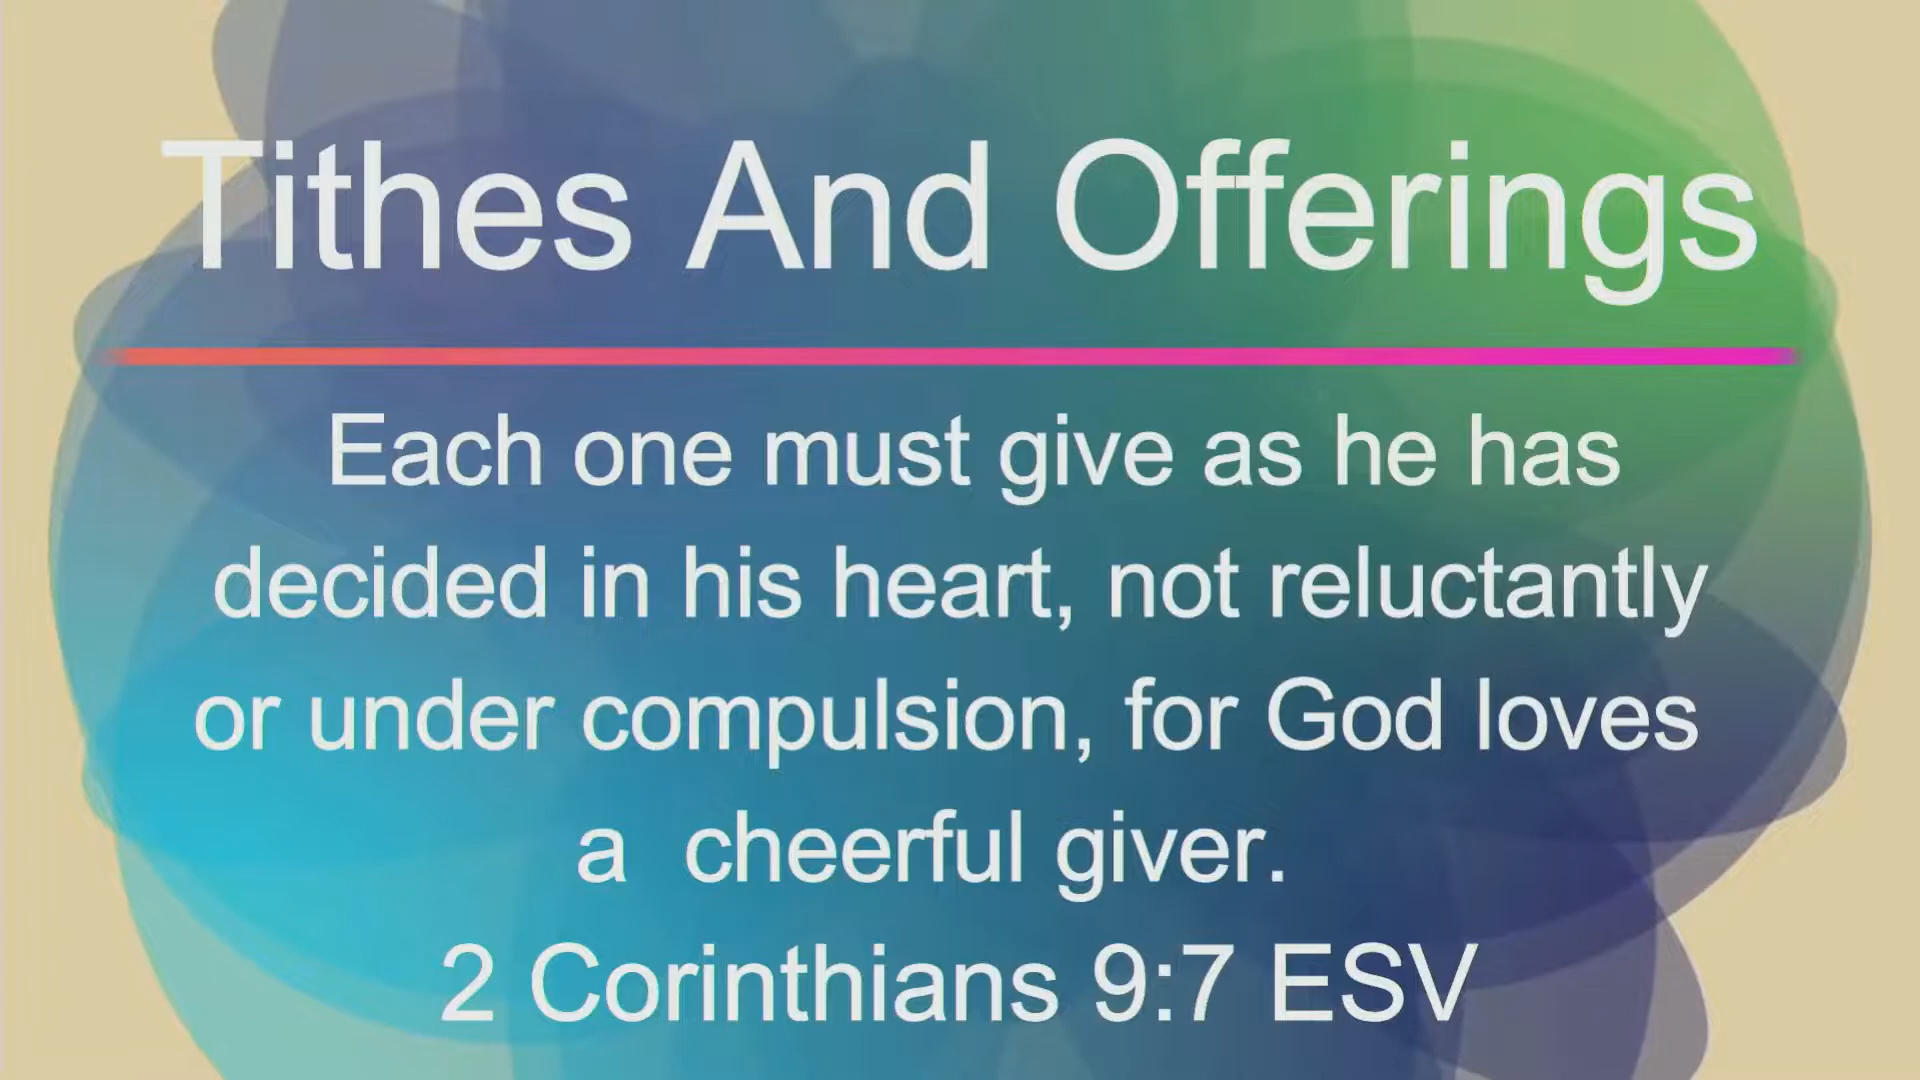 Tithes And Offerings
Each one must give as he has
decided in his heart, not reluctantly
or under compulsion, for God loves
a  cheerful giver.
2 Corinthians 9:7 ESV